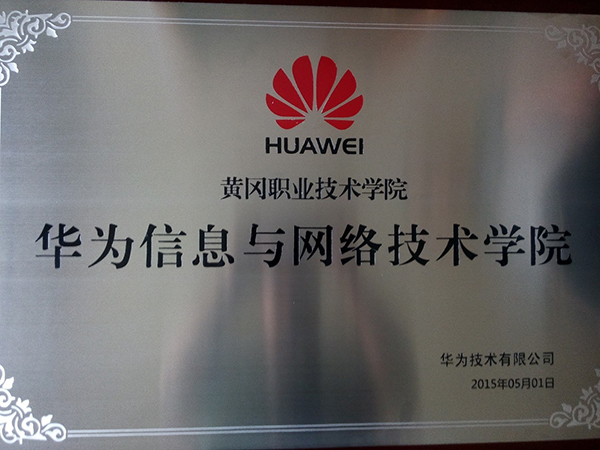 HUAWEI
黄冈职业技术学院
华为信息与网络技术学院
华为技术有限公司
2015年05月01日